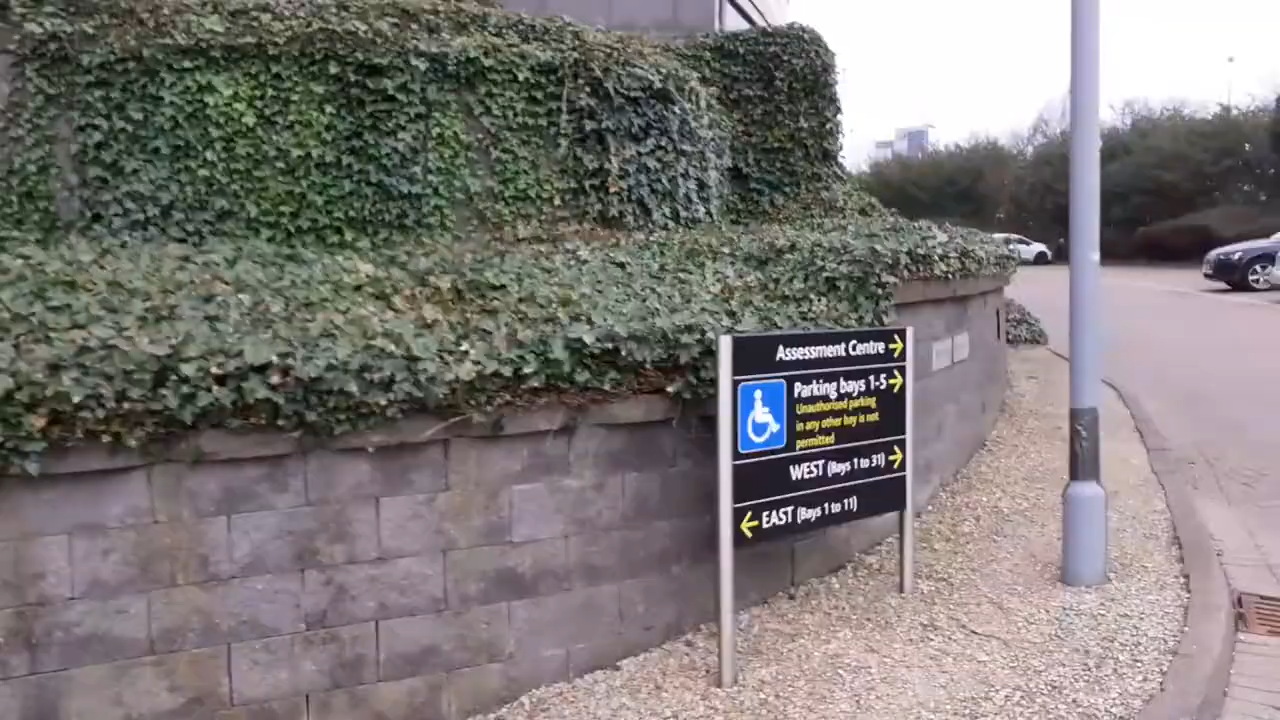 Assessment Centre →
Parking bays 1-5 →
Unauthorised parking
in any other bay is not
permitted
WEST (Bays 1 to 31) →
← EAST (Bays 1 to 11)